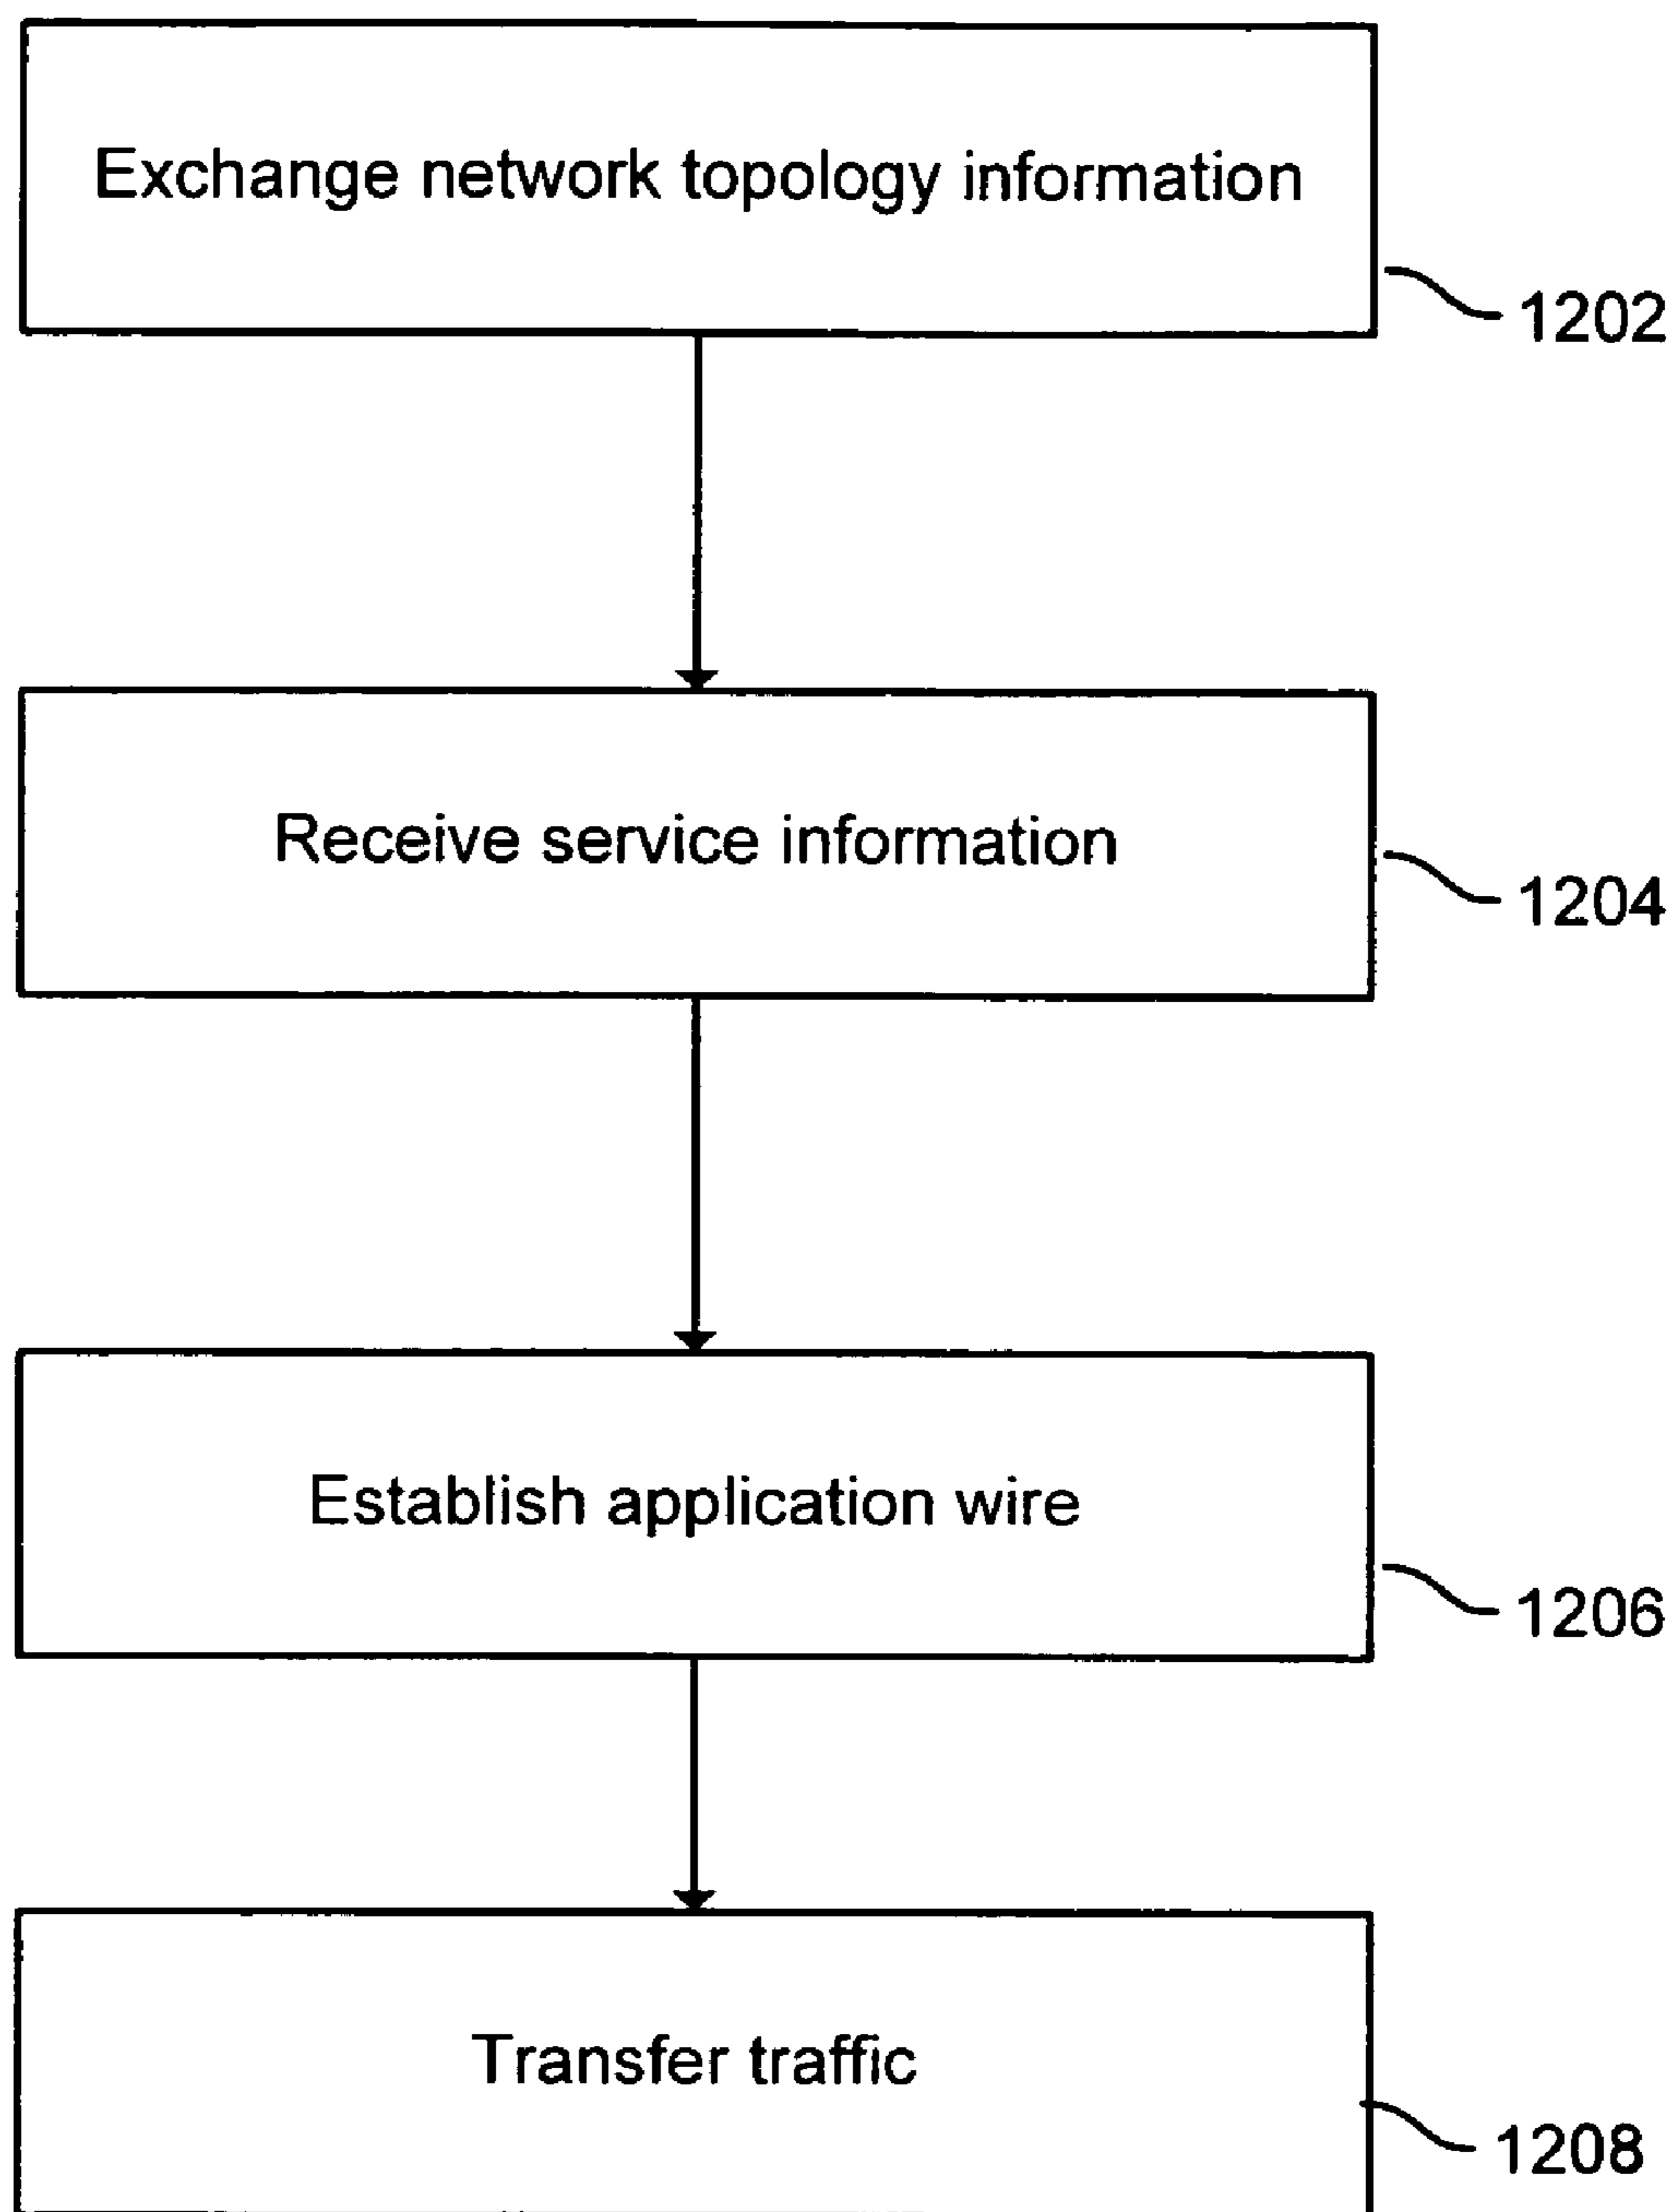 Exchange network topology information
1202
Receive service information
1204
Establish application wire
1206
Transfer traffic
1208